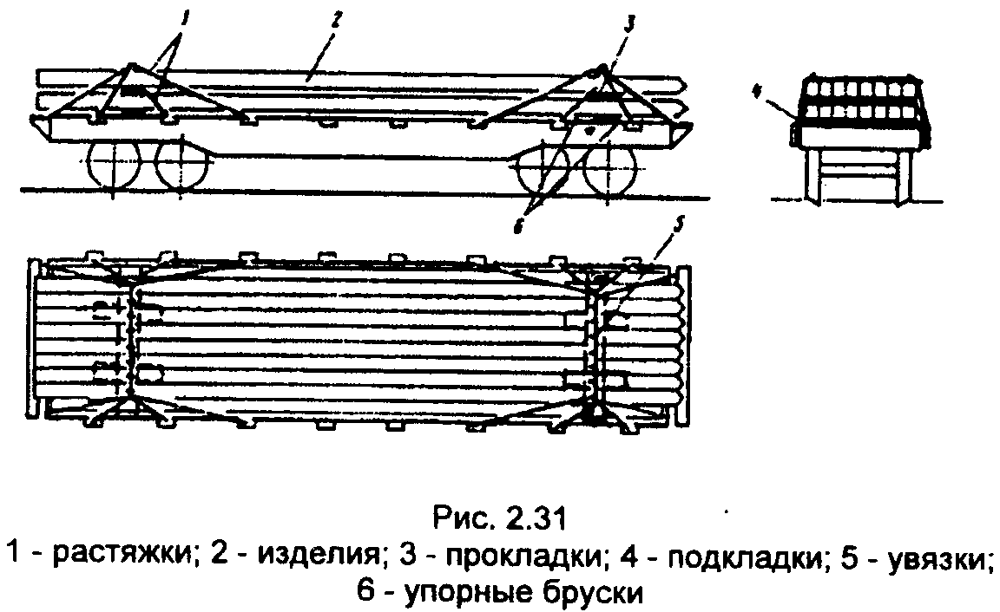 1
2
3
4
6
5
Рис. 2.31
1 - растяжки; 2 - изделия; 3 - прокладки; 4 - подкладки; 5 - увязки;
6 - упорные бруски